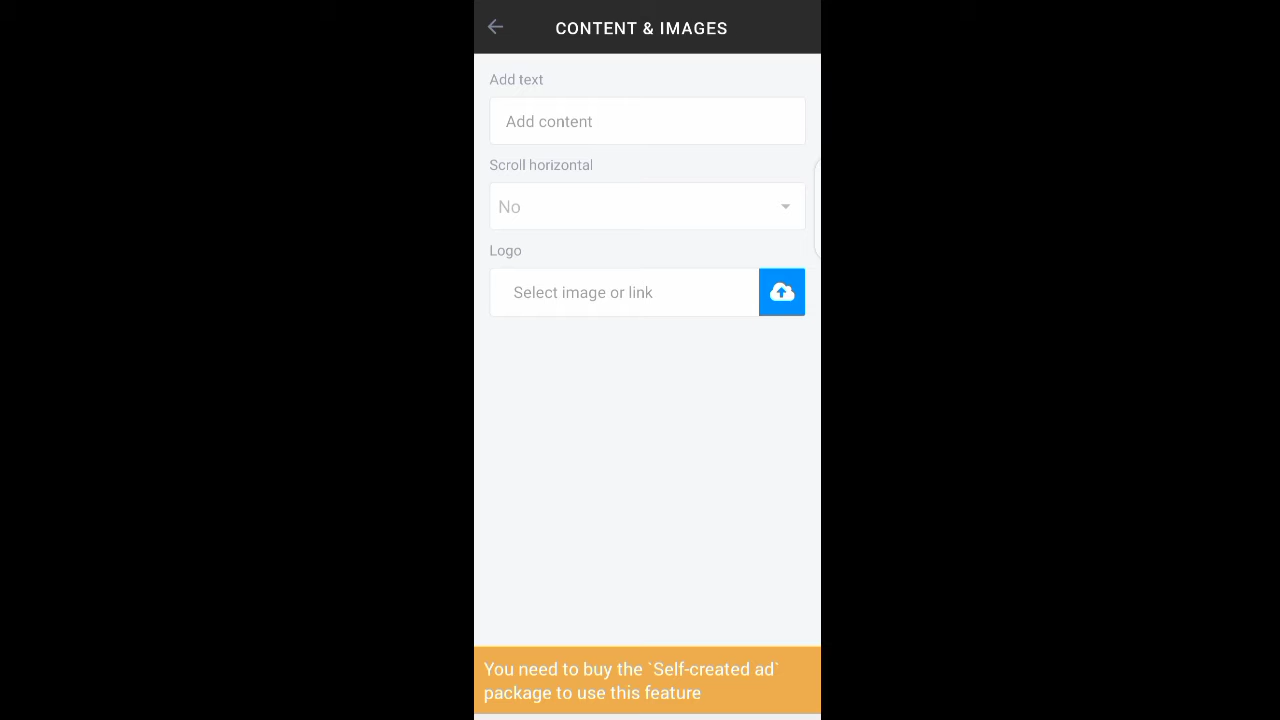 CONTENT & IMAGES
Add text
Add content
Scroll horizontal
No
Logo
Select image or link
You need to buy the `Self-created ad`
package to use this feature